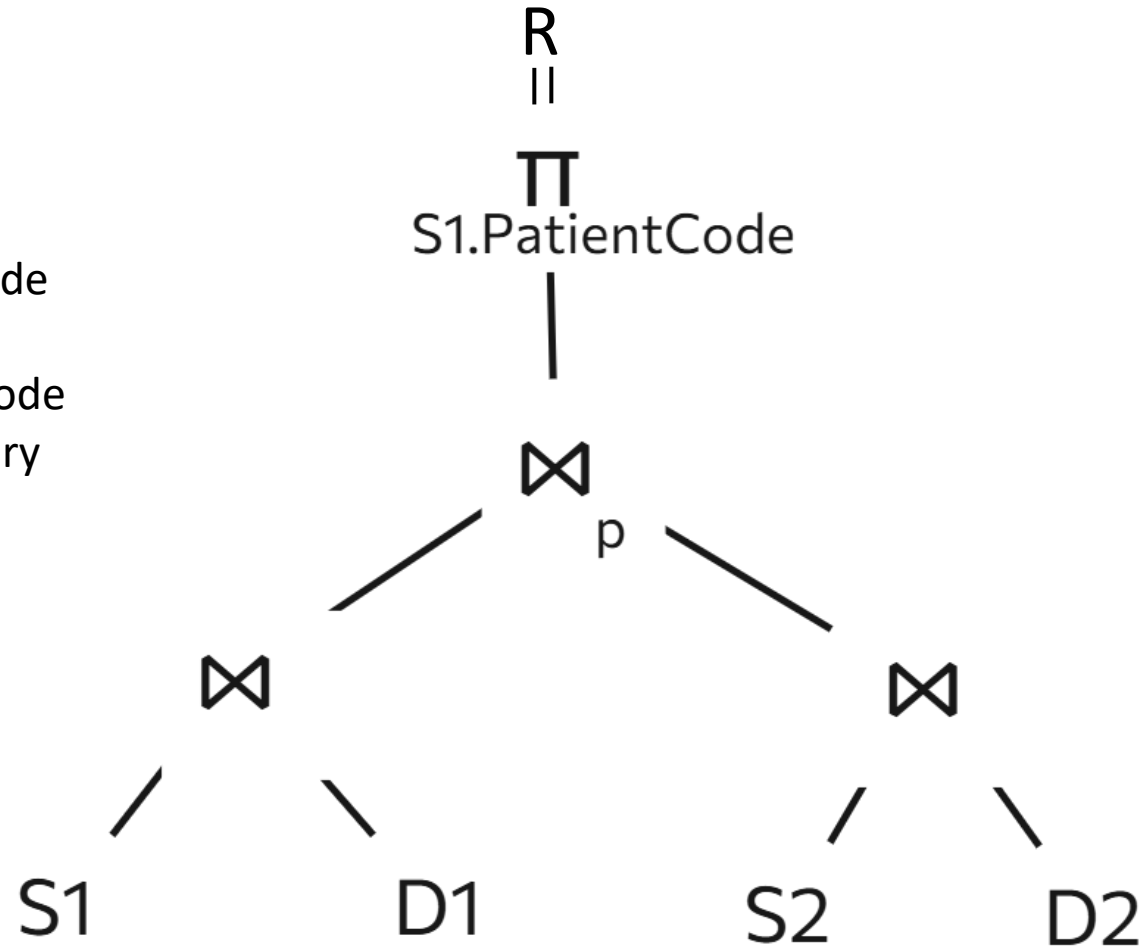 R
=
π
S1.PatientCode
de
ode
ry
⋈
p
⋈ ⋈
S1 D1 S2 D2